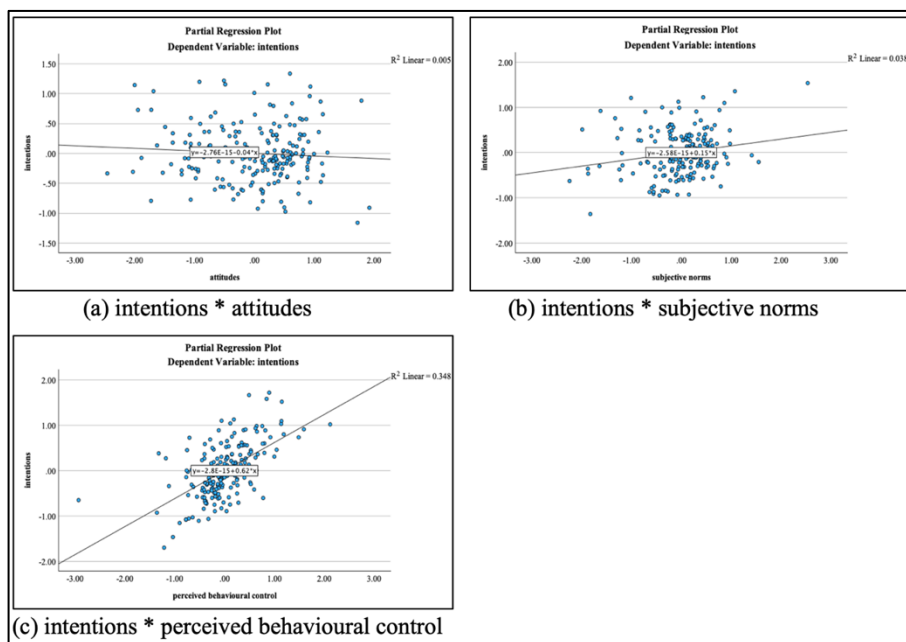 Partial Regression Plot
Dependent Variable: intentions
R² Linear = 0.005
1.50
1.00
.50
.00
-.50
-1.00
-1.50
intentions
y=-2.76E-15-0.04*x
-3.00 -2.00 -1.00 .00 1.00 2.00
attitudes
(a) intentions * attitudes
Partial Regression Plot
Dependent Variable: intentions
R² Linear = 0.038
2.00
1.00
.00
-1.00
-2.00
intentions
y=-2.58E-15+0.15*x
-3.00 -2.00 -1.00 .00 1.00 2.00 3.00
subjective norms
(b) intentions * subjective norms
Partial Regression Plot
Dependent Variable: intentions
R² Linear = 0.348
2.00
1.00
.00
-1.00
-2.00
intentions
y=-2.8E-15+0.62*x
-3.00 -2.00 -1.00 .00 1.00 2.00 3.00
perceived behavioural control
(c) intentions * perceived behavioural control